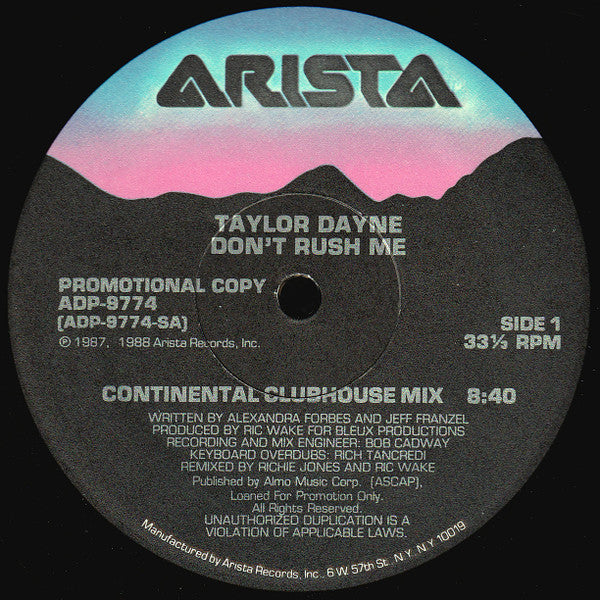 ARISTA
TAYLOR DAYNE
DON'T RUSH ME
PROMOTIONAL COPY
ADP-9774
(ADP-9774-SA)
℗ 1987, 1988 Arista Records, Inc.
SIDE 1
33⅓ RPM
CONTINENTAL CLUBHOUSE MIX 8:40
WRITTEN BY ALEXANDRA FORBES AND JEFF FRANZEL
PRODUCED BY RIC WAKE FOR BLEUX PRODUCTIONS
RECORDING AND MIX ENGINEER: BOB CADWAY
KEYBOARD OVERDUBS: RICH TANCREDI
REMIXED BY RICHIE JONES AND RIC WAKE
Published by Almo Music Corp. (ASCAP),
Loaned For Promotion Only.
All Rights Reserved.
UNAUTHORIZED DUPLICATION IS A
VIOLATION OF APPLICABLE LAWS.
Manufactured by Arista Records, Inc., 6 W. 57th St. N.Y. N.Y 10019